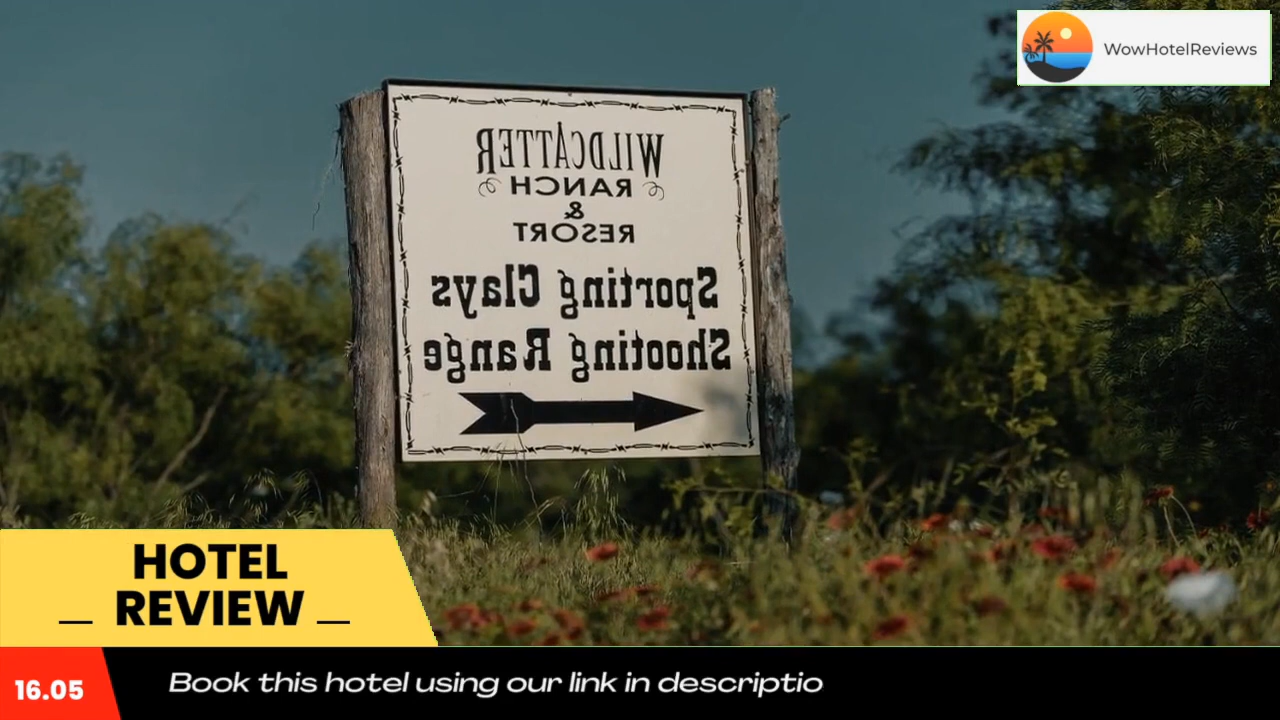 WowHotelReviews
WILDCATTER
RANCH
&
RESORT
Sporting Clays
Shooting Range
HOTEL
REVIEW
16.05
Book this hotel using our link in descriptio